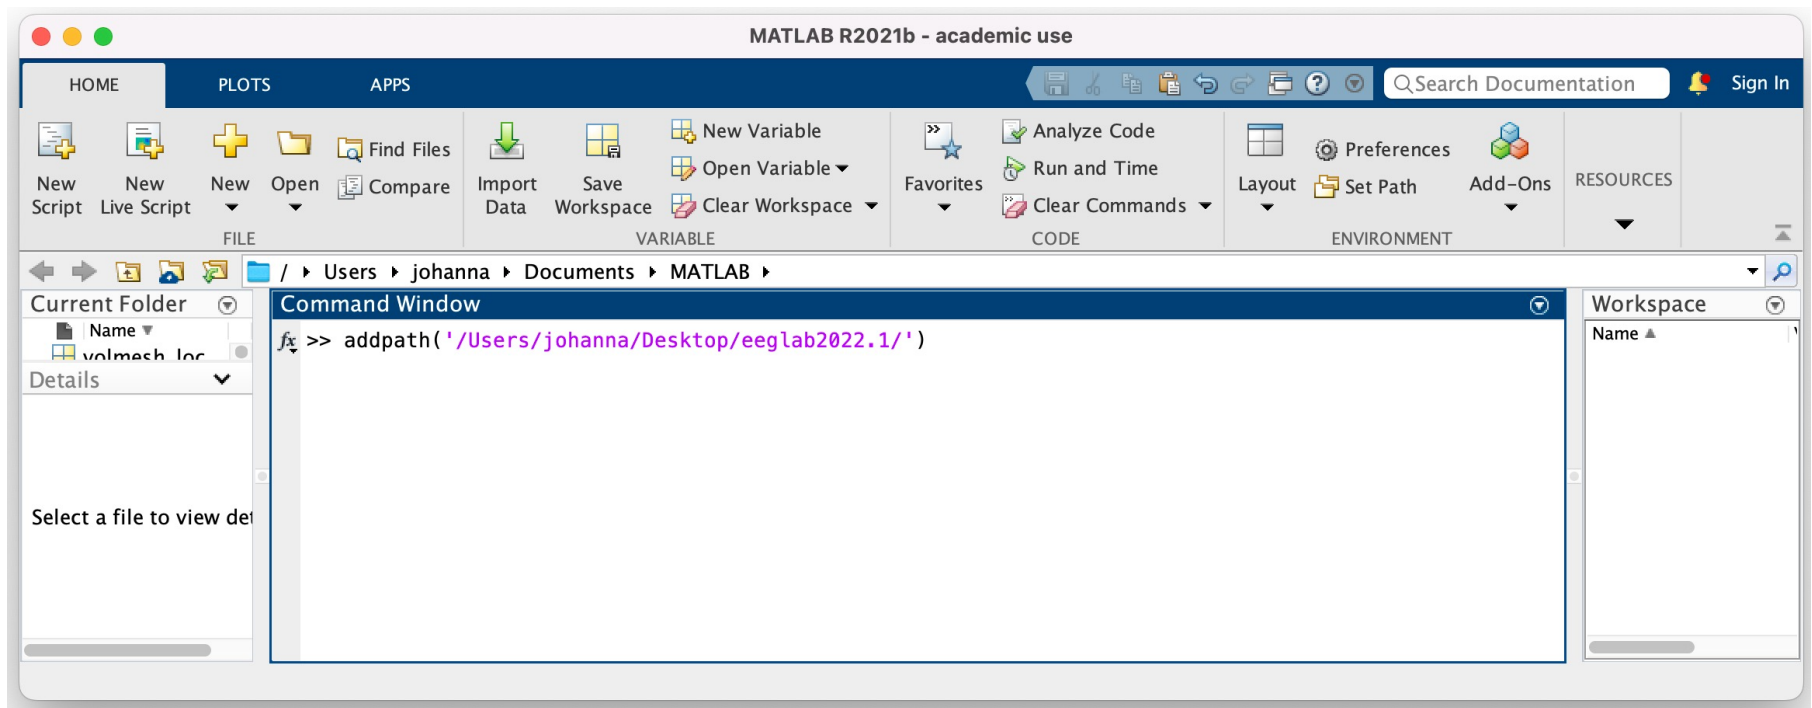 MATLAB R2021b - academic use
HOME PLOTS APPS Search Documentation Sign In
New Script
New Live Script
New
Open
Find Files
Compare
FILE
Import Data
Save Workspace
New Variable
Open Variable
Clear Workspace
VARIABLE
Favorites
Analyze Code
Run and Time
Clear Commands
CODE
Layout
Preferences
Set Path
Add-Ons
ENVIRONMENT
RESOURCES
/ Users johanna Documents MATLAB
Current Folder
Name
volmesh_loc
Details
Select a file to view det
Command Window
fx >> addpath('/Users/johanna/Desktop/eeglab2022.1/')
Workspace
Name